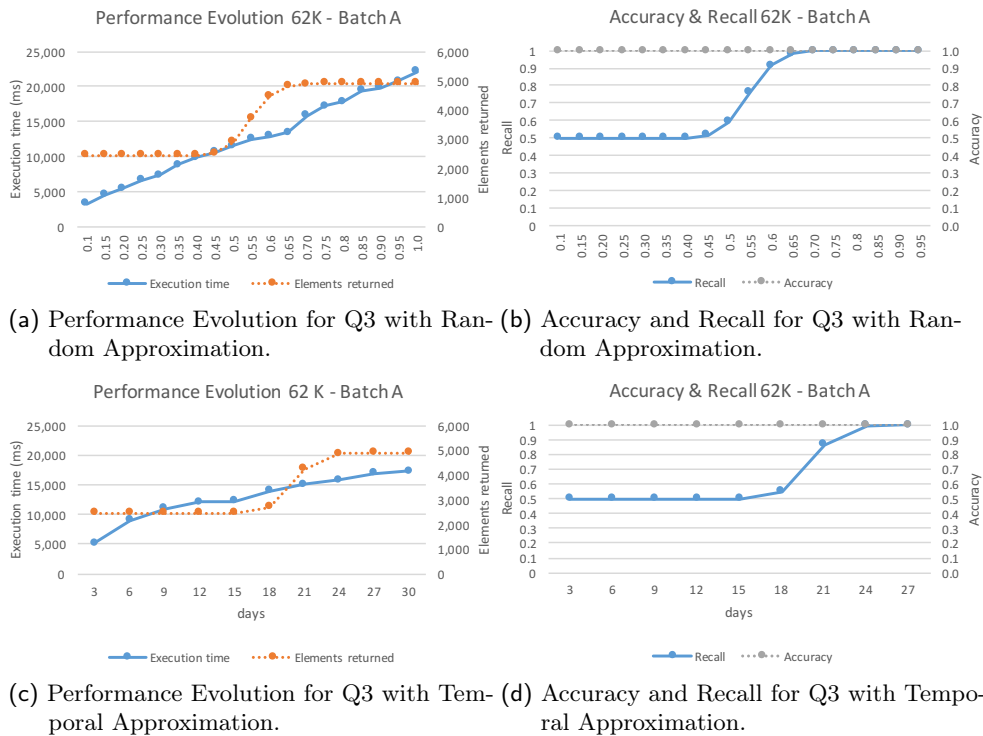 Performance Evolution 62K - Batch A
25,000
20,000
15,000
10,000
5,000
0
Execution time (ms)
6,000
5,000
4,000
3,000
2,000
1,000
0
Elements returned
0.1 0.15 0.20 0.25 0.30 0.35 0.40 0.45 0.5 0.55 0.6 0.65 0.70 0.75 0.8 0.85 0.90 0.95 1.0
Execution time Elements returned
(a) Performance Evolution for Q3 with Ran-
dom Approximation.
Accuracy & Recall 62K - Batch A
1
0.9
0.8
0.7
0.6
0.5
0.4
0.3
0.2
0.1
0
Recall
1.0
0.9
0.8
0.7
0.6
0.5
0.4
0.3
0.2
0.1
0.0
Accuracy
0.1 0.15 0.20 0.25 0.30 0.35 0.40 0.45 0.5 0.55 0.6 0.65 0.70 0.75 0.8 0.85 0.90 0.95
Recall Accuracy
(b) Accuracy and Recall for Q3 with Ran-
dom Approximation.
Performance Evolution 62 K - Batch A
25,000
20,000
15,000
10,000
5,000
0
Execution time (ms)
6,000
5,000
4,000
3,000
2,000
1,000
0
Elements returned
3 6 9 12 15 18 21 24 27 30
days
Execution time Elements returned
(c) Performance Evolution for Q3 with Tem-
poral Approximation.
Accuracy & Recall 62K - Batch A
1
0.9
0.8
0.7
0.6
0.5
0.4
0.3
0.2
0.1
0
Recall
1.0
0.9
0.8
0.7
0.6
0.5
0.4
0.3
0.2
0.1
0.0
Accuracy
3 6 9 12 15 18 21 24 27
days
Recall Accuracy
(d) Accuracy and Recall for Q3 with Tempo-
ral Approximation.